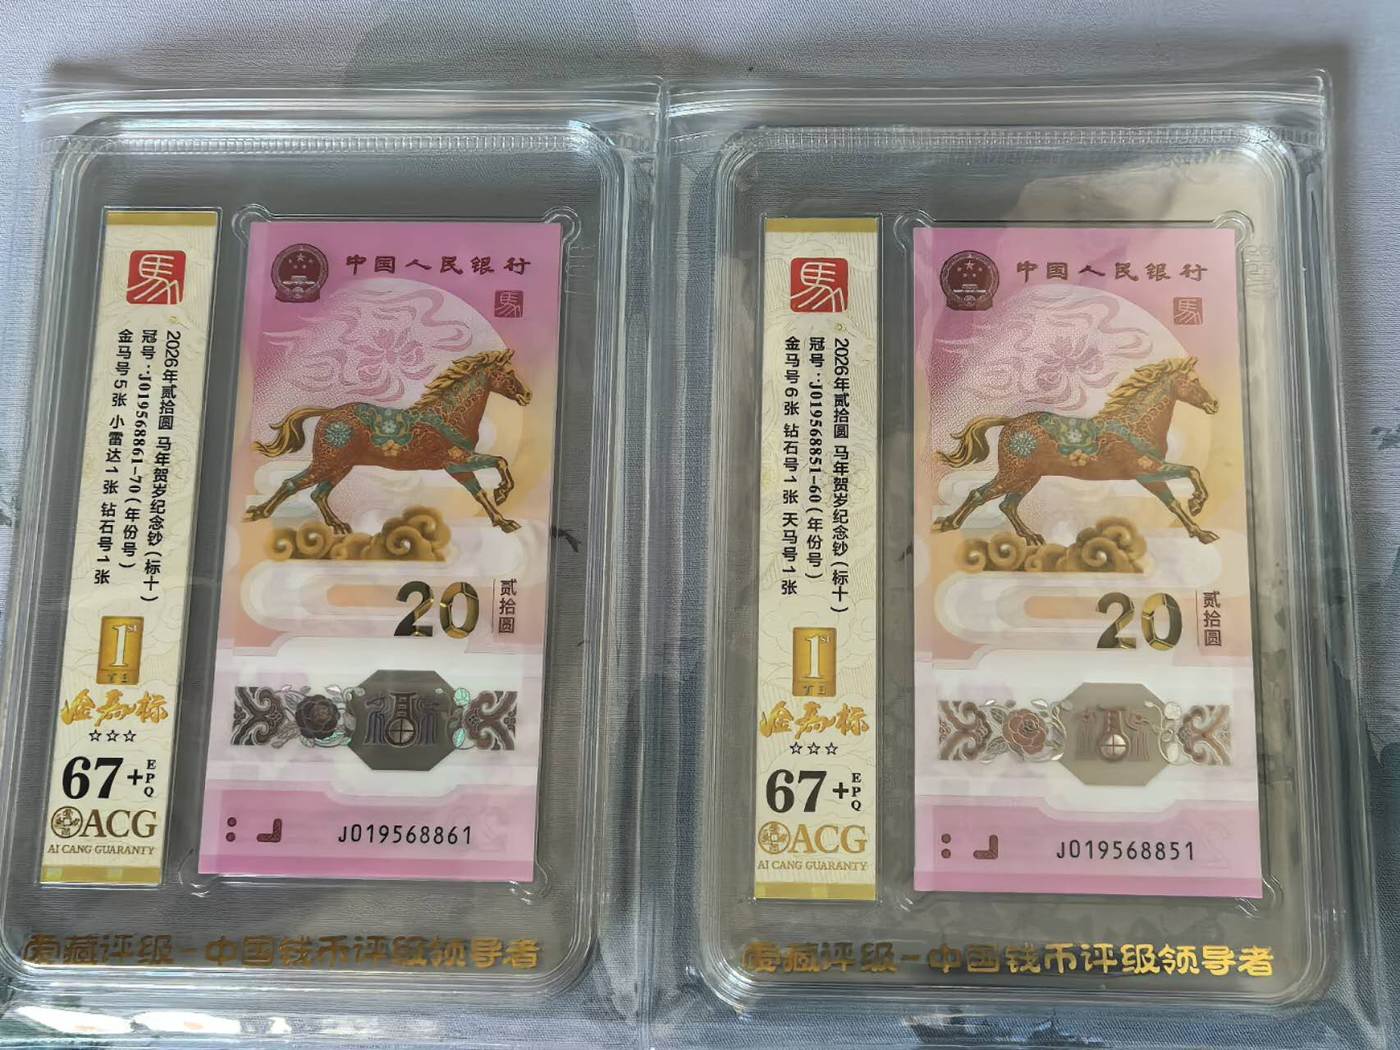 馬
2026年贰拾圆 马年贺岁纪念钞(标十)
冠号:J019568861-70(年份号)
金马号5张 小雷达1张 钻石号1张
1ST
金马标
67+EPQ
ACG
AI CANG GUARANTY
中国人民银行
馬
20
贰拾圆
福
J019568861
爱藏评级-中国钱币评级领导者
馬
2026年贰拾圆 马年贺岁纪念钞(标十)
冠号:J019568851-60(年份号)
金马号6张 钻石号1张 天马号1张
1ST
金马标
67+EPQ
ACG
AI CANG GUARANTY
中国人民银行
馬
20
贰拾圆
福
J019568851
爱藏评级-中国钱币评级领导者